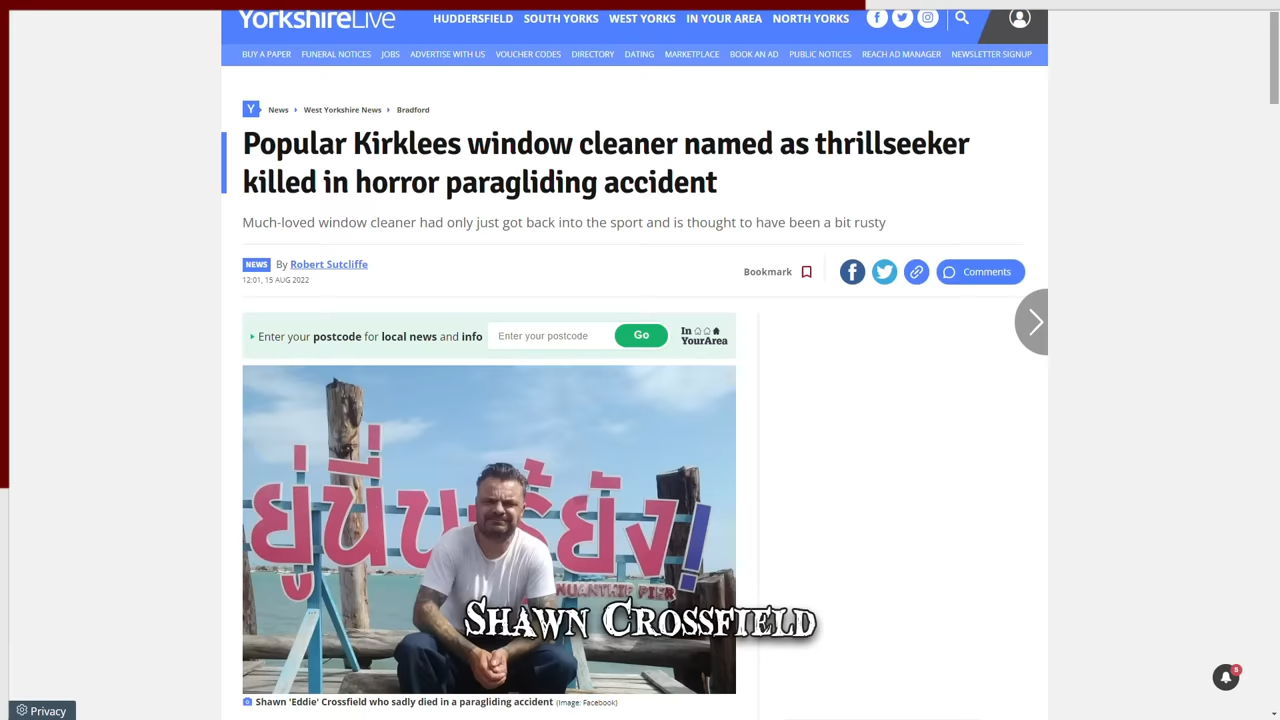 YorkshireLive HUDDERSFIELD SOUTH YORKS WEST YORKS IN YOUR AREA NORTH YORKS
BUY A PAPER FUNERAL NOTICES JOBS ADVERTISE WITH US VOUCHER CODES DIRECTORY DATING MARKETPLACE BOOK AN AD PUBLIC NOTICES REACH AD MANAGER NEWSLETTER SIGNUP
Y News West Yorkshire News Bradford
Popular Kirklees window cleaner named as thrillseeker
killed in horror paragliding accident
Much-loved window cleaner had only just got back into the sport and is thought to have been a bit rusty
NEWS By Robert Sutcliffe
12:01, 15 AUG 2022
Bookmark Comments
Enter your postcode for local news and info Enter your postcode Go In YourArea
NUANTHIP PIER
Shawn Crossfield
Shawn 'Eddie' Crossfield who sadly died in a paragliding accident (Image: Facebook)
5
Privacy